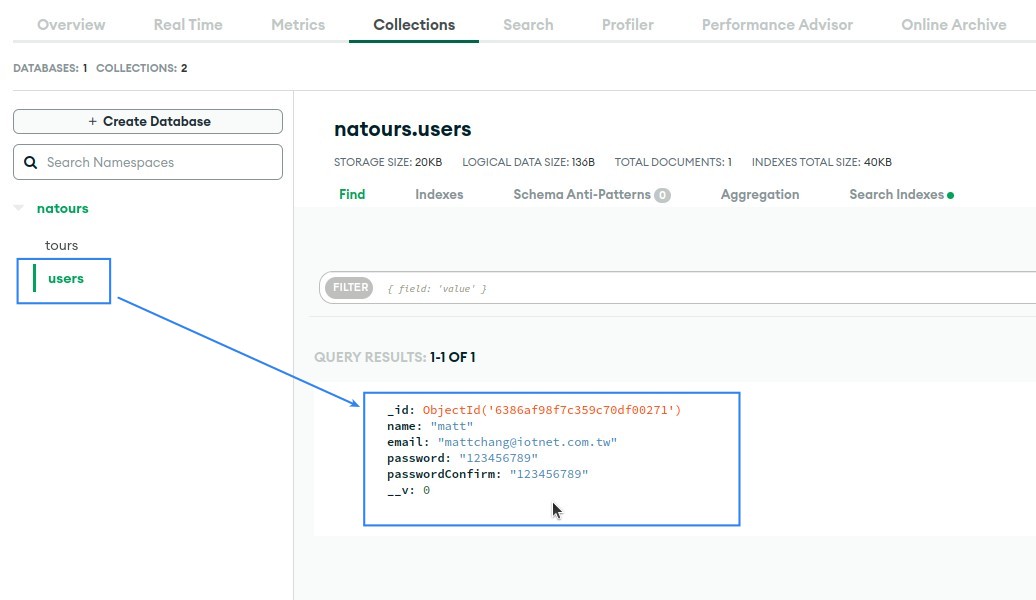 Overview Real Time Metrics Collections Search Profiler Performance Advisor Online Archive
DATABASES: 1 COLLECTIONS: 2
+ Create Database
Search Namespaces
natours
tours
users
natours.users
STORAGE SIZE: 20KB LOGICAL DATA SIZE: 136B TOTAL DOCUMENTS: 1 INDEXES TOTAL SIZE: 40KB
Find Indexes Schema Anti-Patterns 0 Aggregation Search Indexes
FILTER { field: 'value' }
QUERY RESULTS: 1-1 OF 1
_id: ObjectId('6386af98f7c359c70df00271')
name: "matt"
email: "mattchang@iotnet.com.tw"
password: "123456789"
passwordConfirm: "123456789"
__v: 0